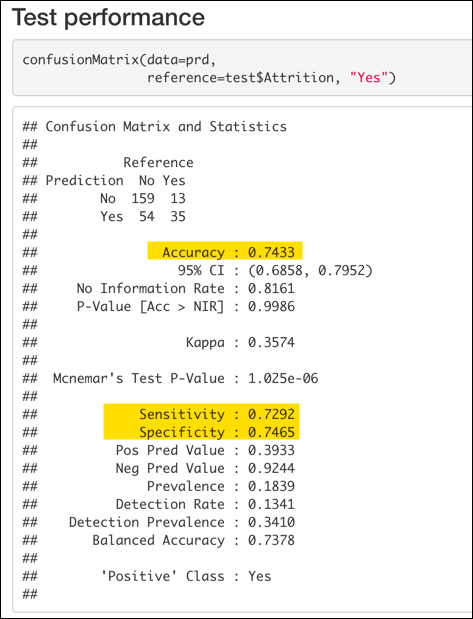 Test performance
confusionMatrix(data=prd,
                reference=test$Attrition, "Yes")
## Confusion Matrix and Statistics
##
##           Reference
## Prediction  No Yes
##        No  159  13
##        Yes  54  35
##
##                Accuracy : 0.7433
##                  95% CI : (0.6858, 0.7952)
##     No Information Rate : 0.8161
##     P-Value [Acc > NIR] : 0.9986
##
##                   Kappa : 0.3574
##
##  Mcnemar's Test P-Value : 1.025e-06
##
##             Sensitivity : 0.7292
##             Specificity : 0.7465
##          Pos Pred Value : 0.3933
##          Neg Pred Value : 0.9244
##              Prevalence : 0.1839
##          Detection Rate : 0.1341
##    Detection Prevalence : 0.3410
##       Balanced Accuracy : 0.7378
##
##        'Positive' Class : Yes
##